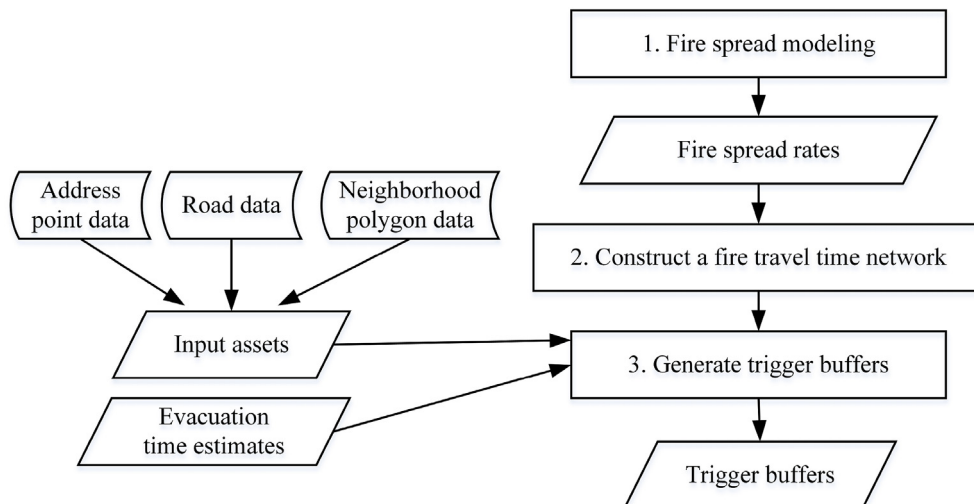 1. Fire spread modeling
Fire spread rates
Address
point data
Road data
Neighborhood
polygon data
2. Construct a fire travel time network
Input assets
3. Generate trigger buffers
Evacuation
time estimates
Trigger buffers